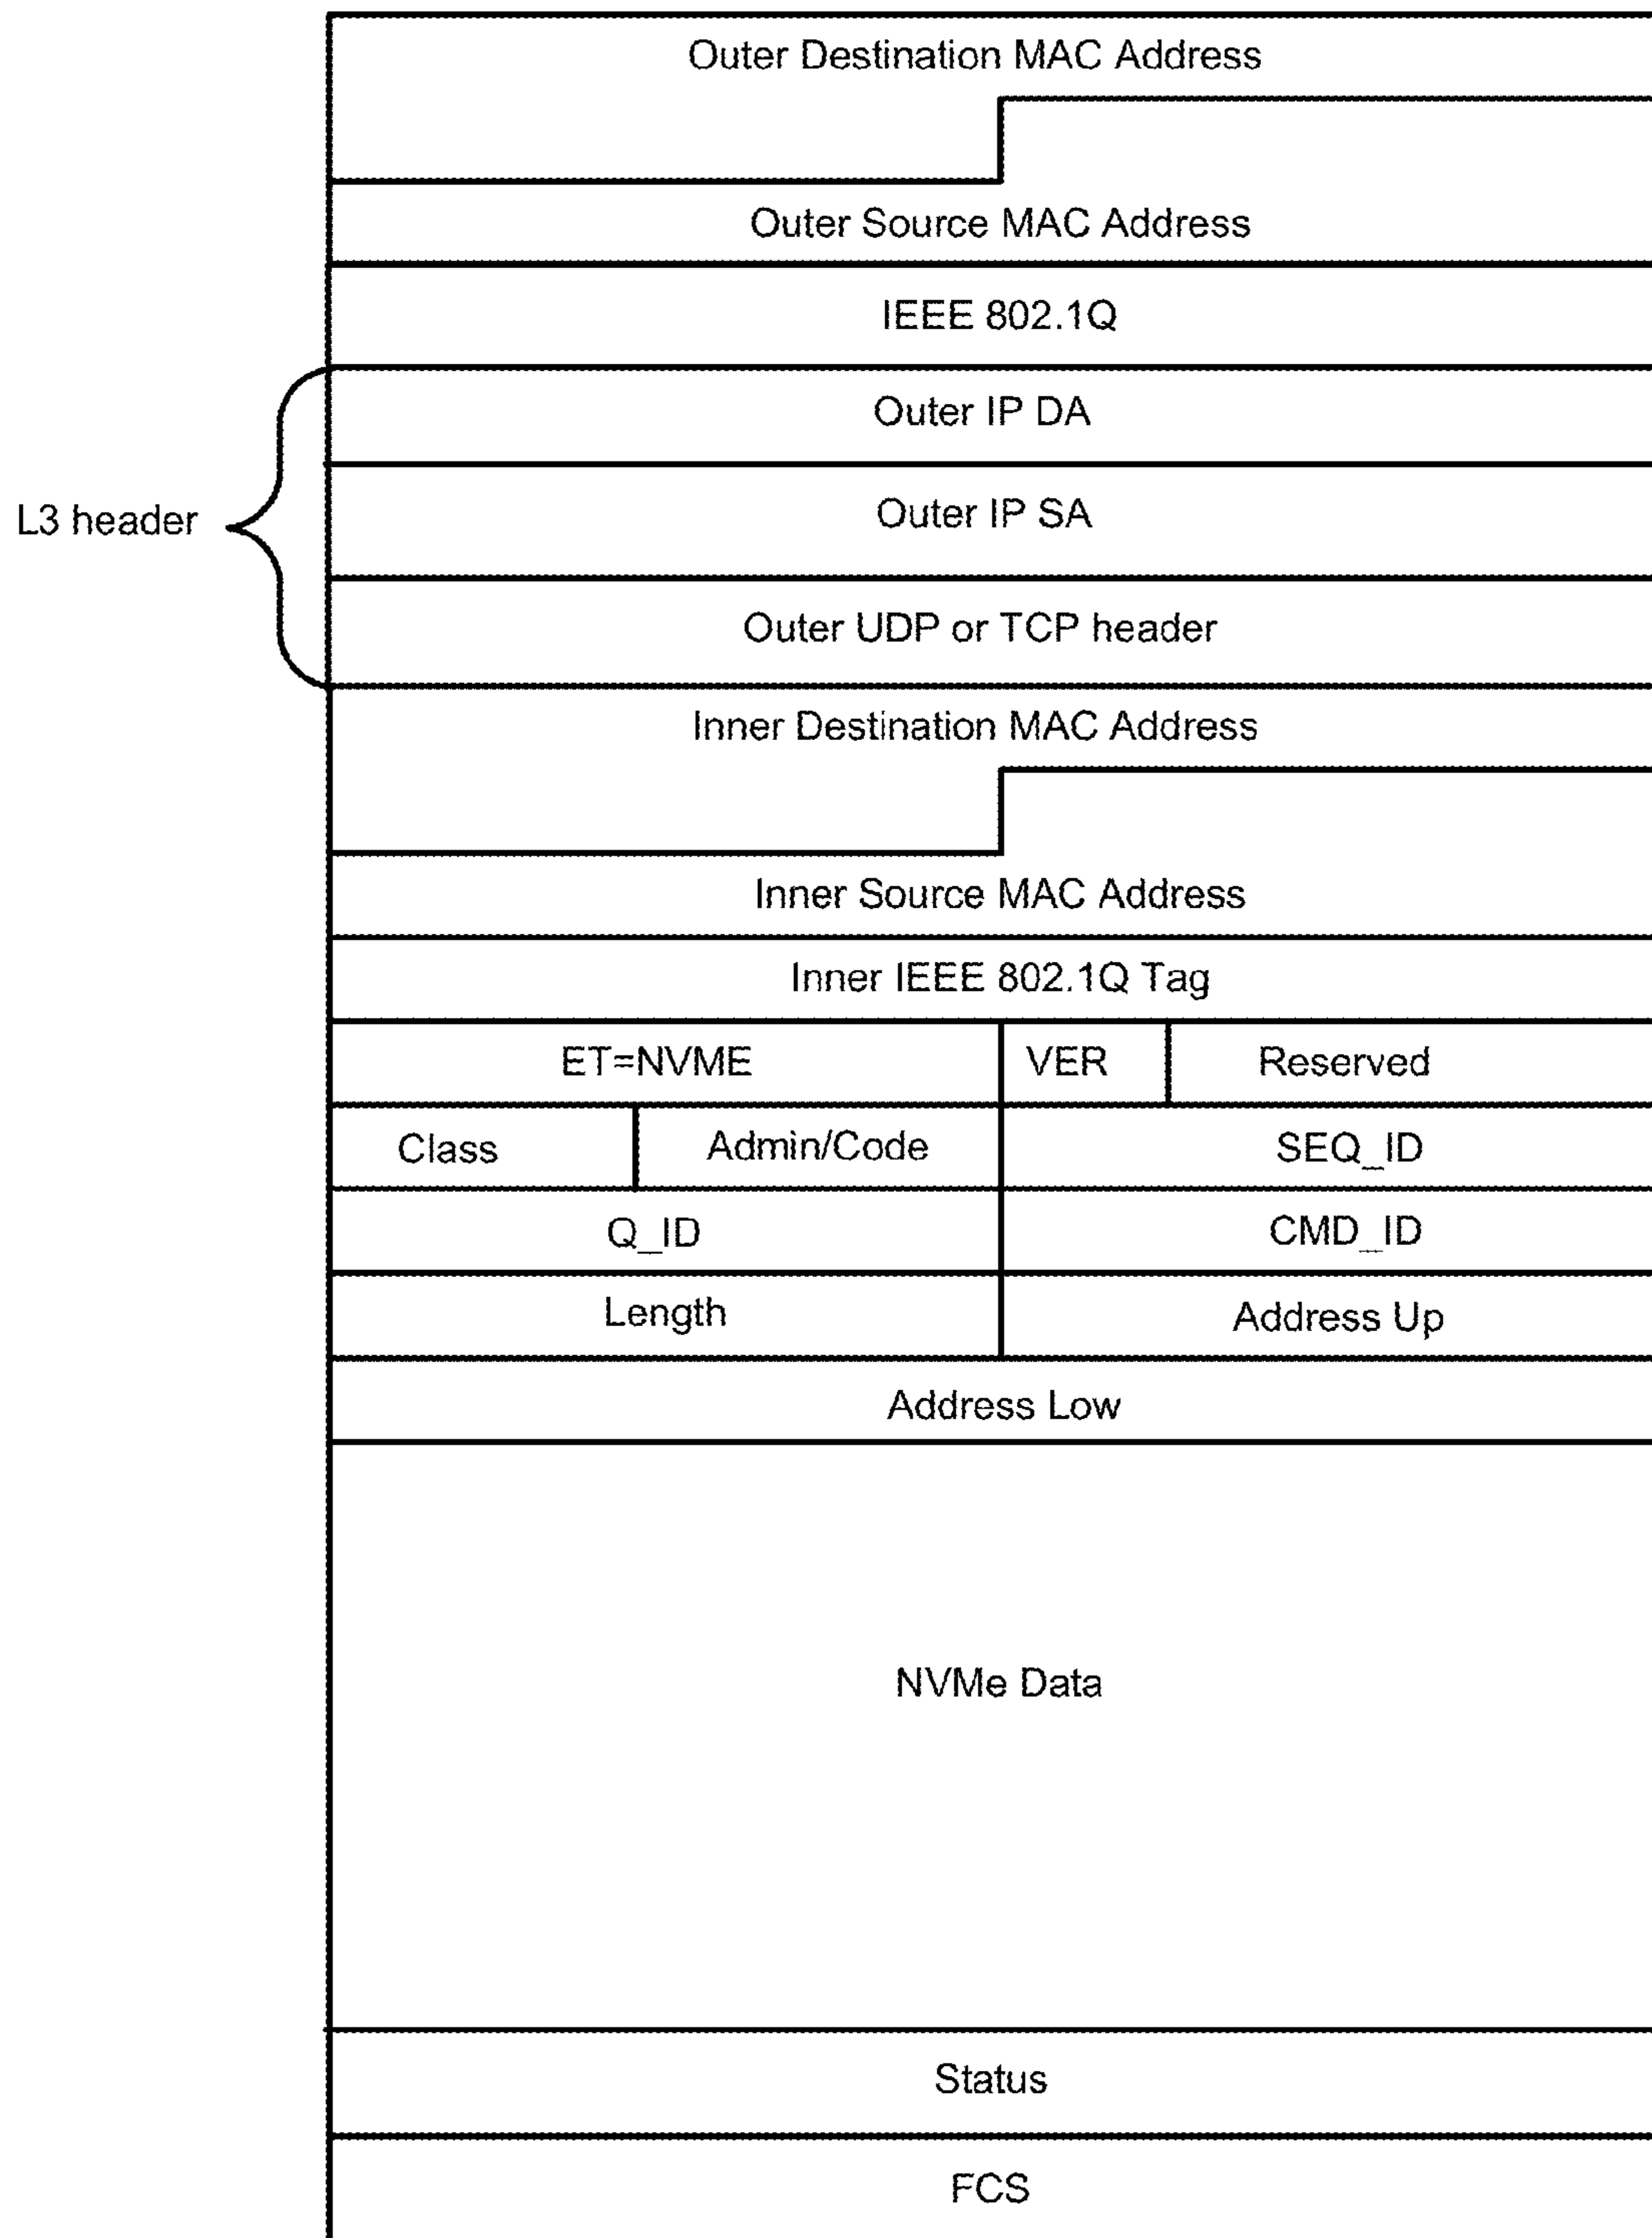 Outer Destination MAC Address
Outer Source MAC Address
IEEE 802.1Q
Outer IP DA
L3 header
Outer IP SA
Outer UDP or TCP header
Inner Destination MAC Address
Inner Source MAC Address
Inner IEEE 802.1Q Tag
ET=NVME VER Reserved
Class Admin/Code SEQ_ID
Q_ID CMD_ID
Length Address Up
Address Low
NVMe Data
Status
FCS